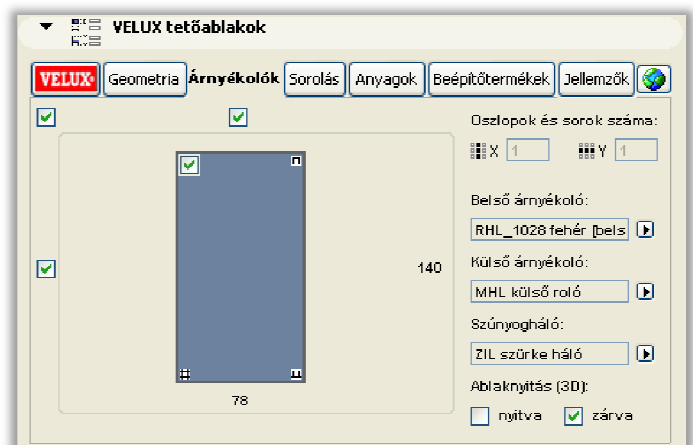 VELUX tetőablakok
VELUX Geometria Árnyékolók Sorolás Anyagok Beépítőtermékek Jellemzők
Oszlopok és sorok száma:
X 1 Y 1
Belső árnyékoló:
RHL_1028 fehér [bels
Külső árnyékoló:
140
MHL külső roló
Szúnyogháló:
ZIL szürke háló
Ablaknyitás (3D):
78
nyitva zárva